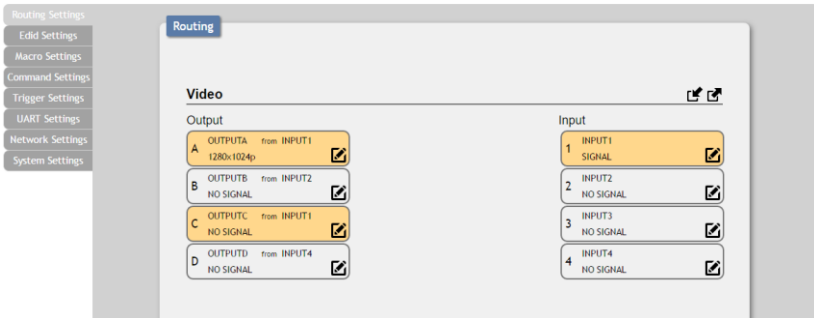 Routing Settings
Edid Settings
Macro Settings
Command Settings
Trigger Settings
UART Settings
Network Settings
System Settings
Routing
Video
Output
A OUTPUTA from INPUT1
1280x1024p
B OUTPUTB from INPUT2
NO SIGNAL
C OUTPUTC from INPUT1
NO SIGNAL
D OUTPUTD from INPUT4
NO SIGNAL
Input
1 INPUT1
SIGNAL
2 INPUT2
NO SIGNAL
3 INPUT3
NO SIGNAL
4 INPUT4
NO SIGNAL